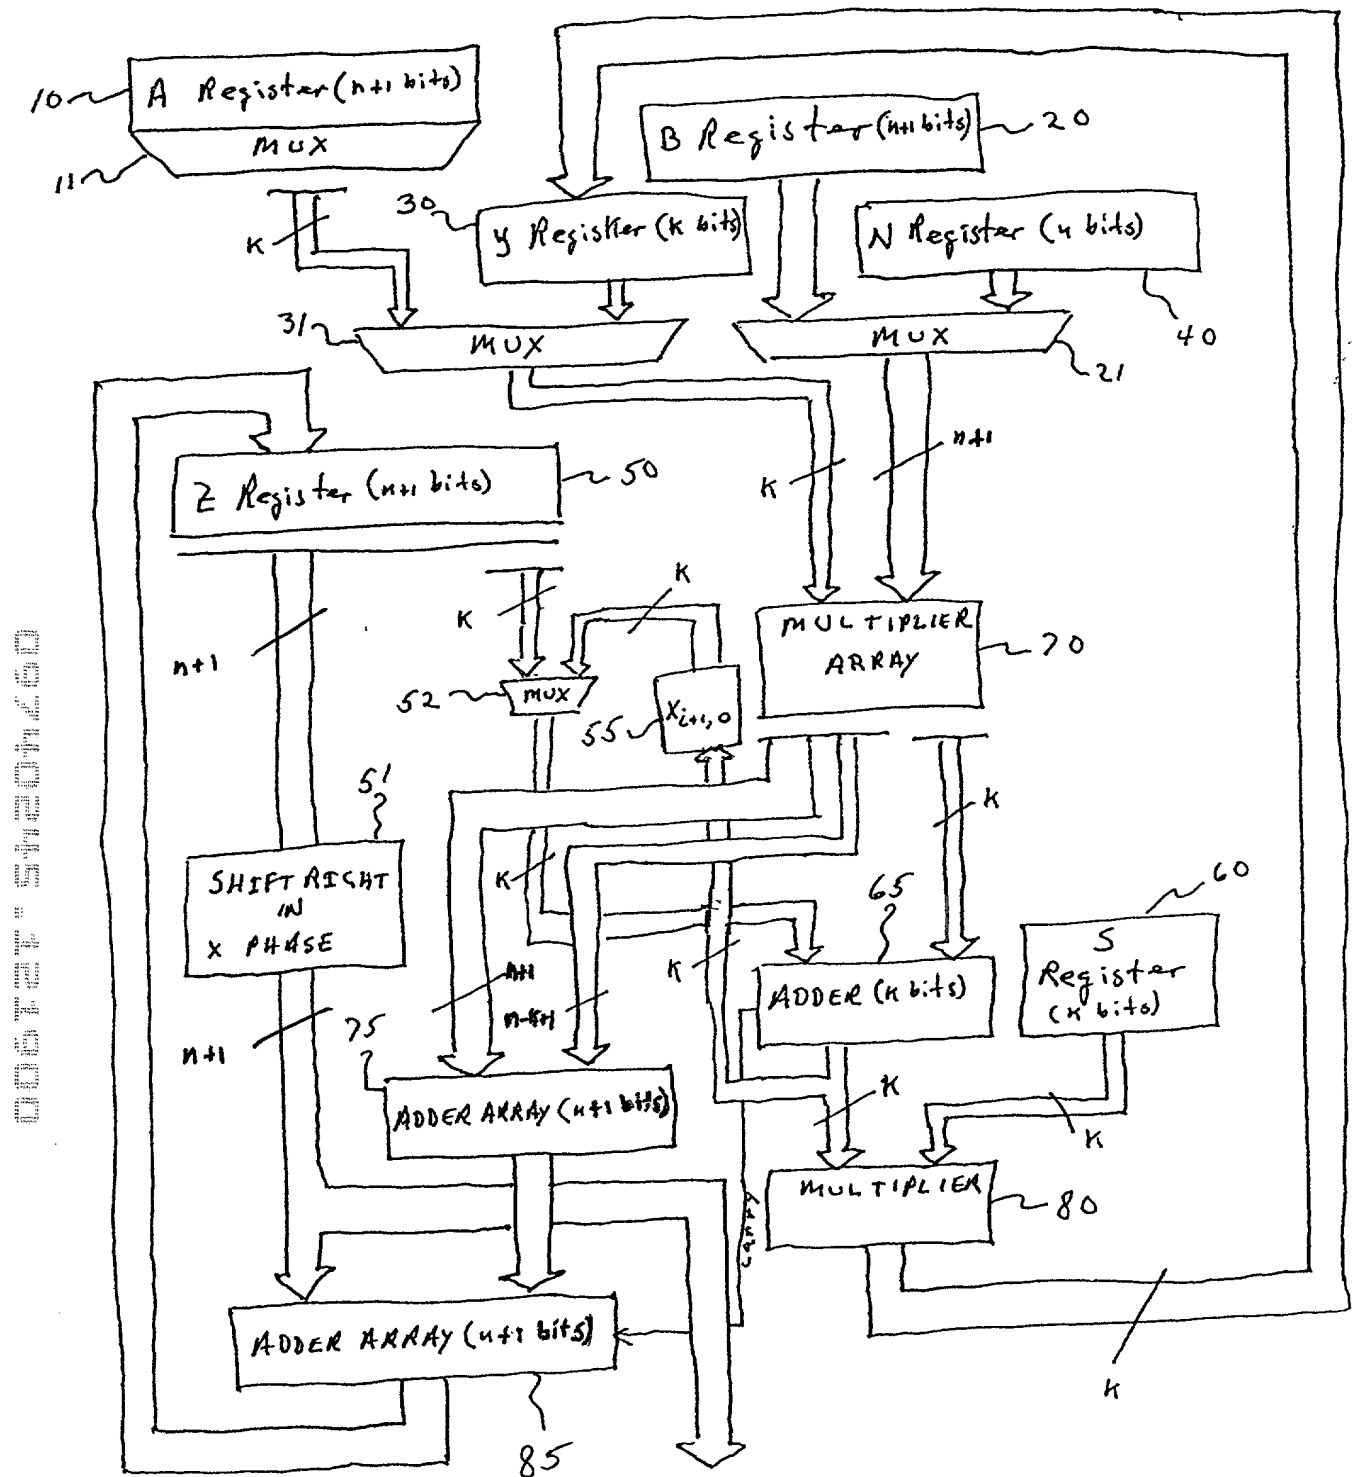 10
A Register (n+1 bits)
MUX
11
B Register (n+1 bits)
20
30
y Register (k bits)
N Register (n bits)
40
K
31
MUX
MUX
21
K
n+1
Z Register (n+1 bits)
50
K
K
n+1
52
MUX
55
Xi+1,0
MULTIPLIER
ARRAY
70
51
SHIFT RIGHT
IN
X PHASE
K
K
65
60
S
Register
(k bits)
K
ADDER (k bits)
n+1
n-k+1
n+1
75
ADDER ARRAY (n+1 bits)
K
K
MULTIPLIER
80
CARRY
ADDER ARRAY (n+1 bits)
85
K